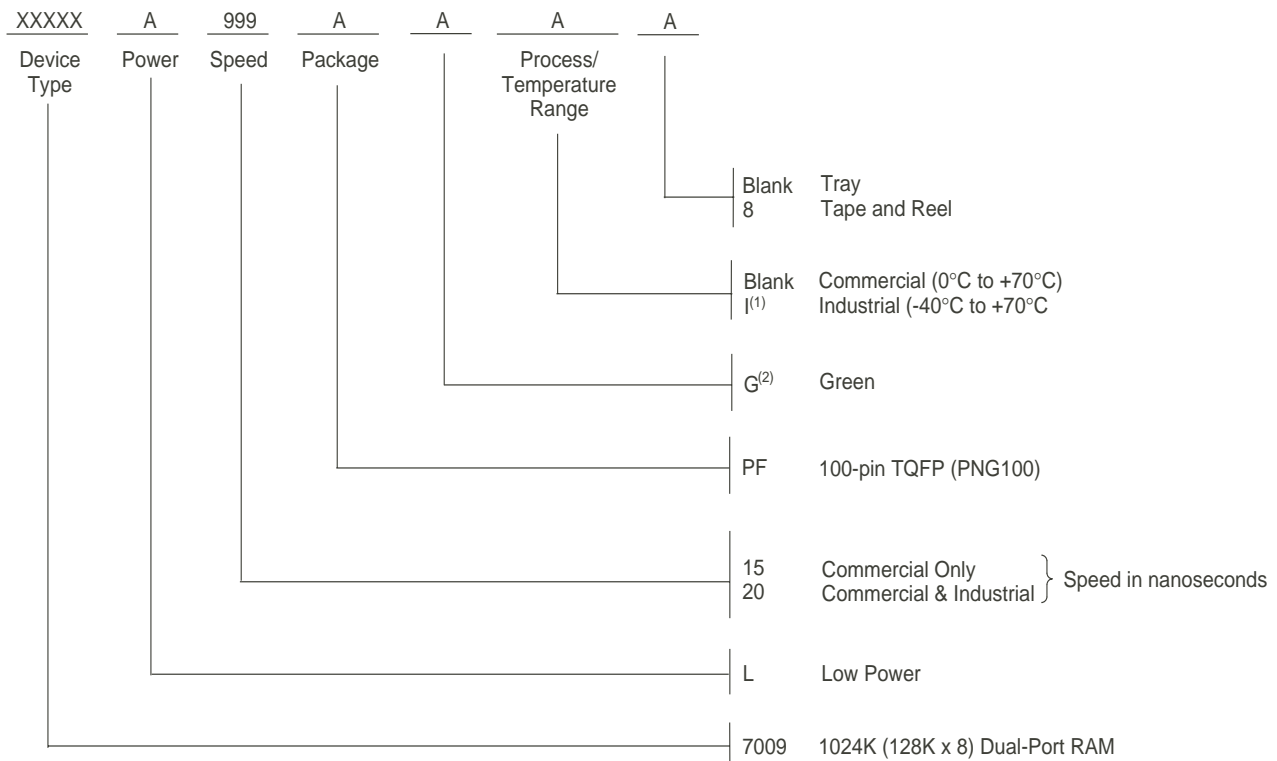 XXXXX A 999 A A A A
Device Type Power Speed Package Process/ Temperature Range
Blank Tray
8 Tape and Reel
Blank Commercial (0°C to +70°C)
I(1) Industrial (-40°C to +70°C
G(2) Green
PF 100-pin TQFP (PNG100)
15 Commercial Only
20 Commercial & Industrial
Speed in nanoseconds
L Low Power
7009 1024K (128K x 8) Dual-Port RAM